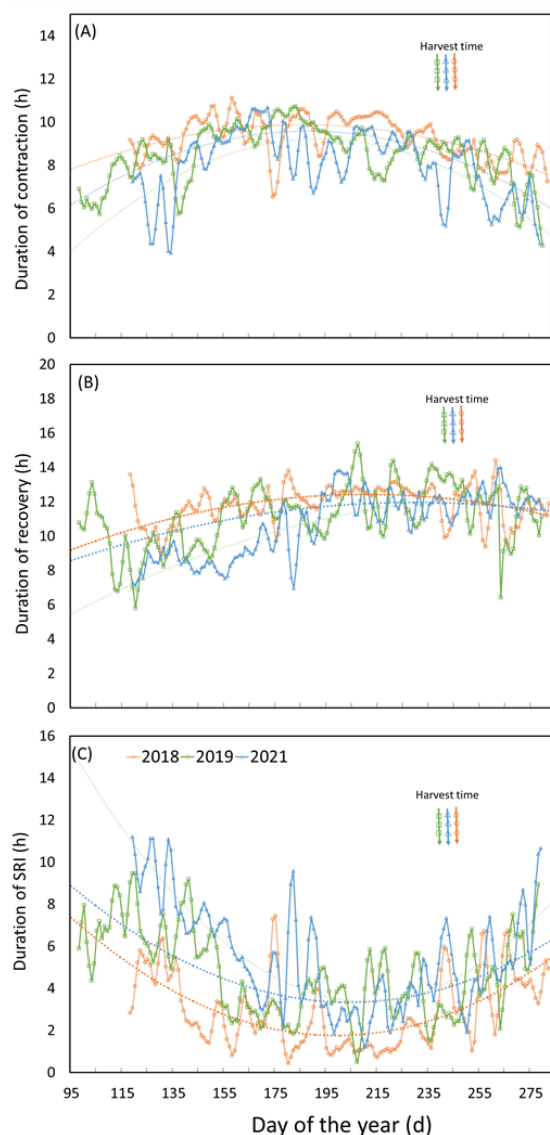 (A)
Harvest time
Duration of contraction (h)
14
12
10
8
6
4
2
0
(B)
Harvest time
Duration of recovery (h)
20
18
16
14
12
10
8
6
4
2
0
(C)
2018 2019 2021
Harvest time
Duration of SRI (h)
16
14
12
10
8
6
4
2
0
95 115 135 155 175 195 215 235 255 275
Day of the year (d)